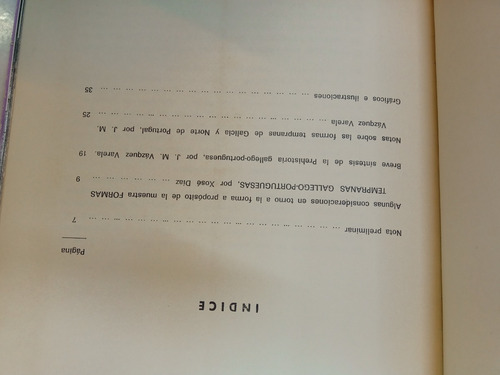 INDICE
Página
Nota preliminar ... ... ... ... ... ... ... ... ... ... ... ... ... ... ... ... ... 7
Algunas consideraciones en torno a la forma a propósito de la muestra FORMAS
TEMPRANAS GALLEGO-PORTUGUESAS, por Xosé Díaz ... ... ... ... ... ... 9
Breve síntesis de la Prehistoria gallego-portuguesa, por J. M. Vázquez Varela. 19
Notas sobre las formas tempranas de Galicia y Norte de Portugal, por J. M.
Vázquez Varela ... ... ... ... ... ... ... ... ... ... ... ... ... ... ... ... 25
Gráficos e ilustraciones ... ... ... ... ... ... ... ... ... ... ... ... ... ... ... 35